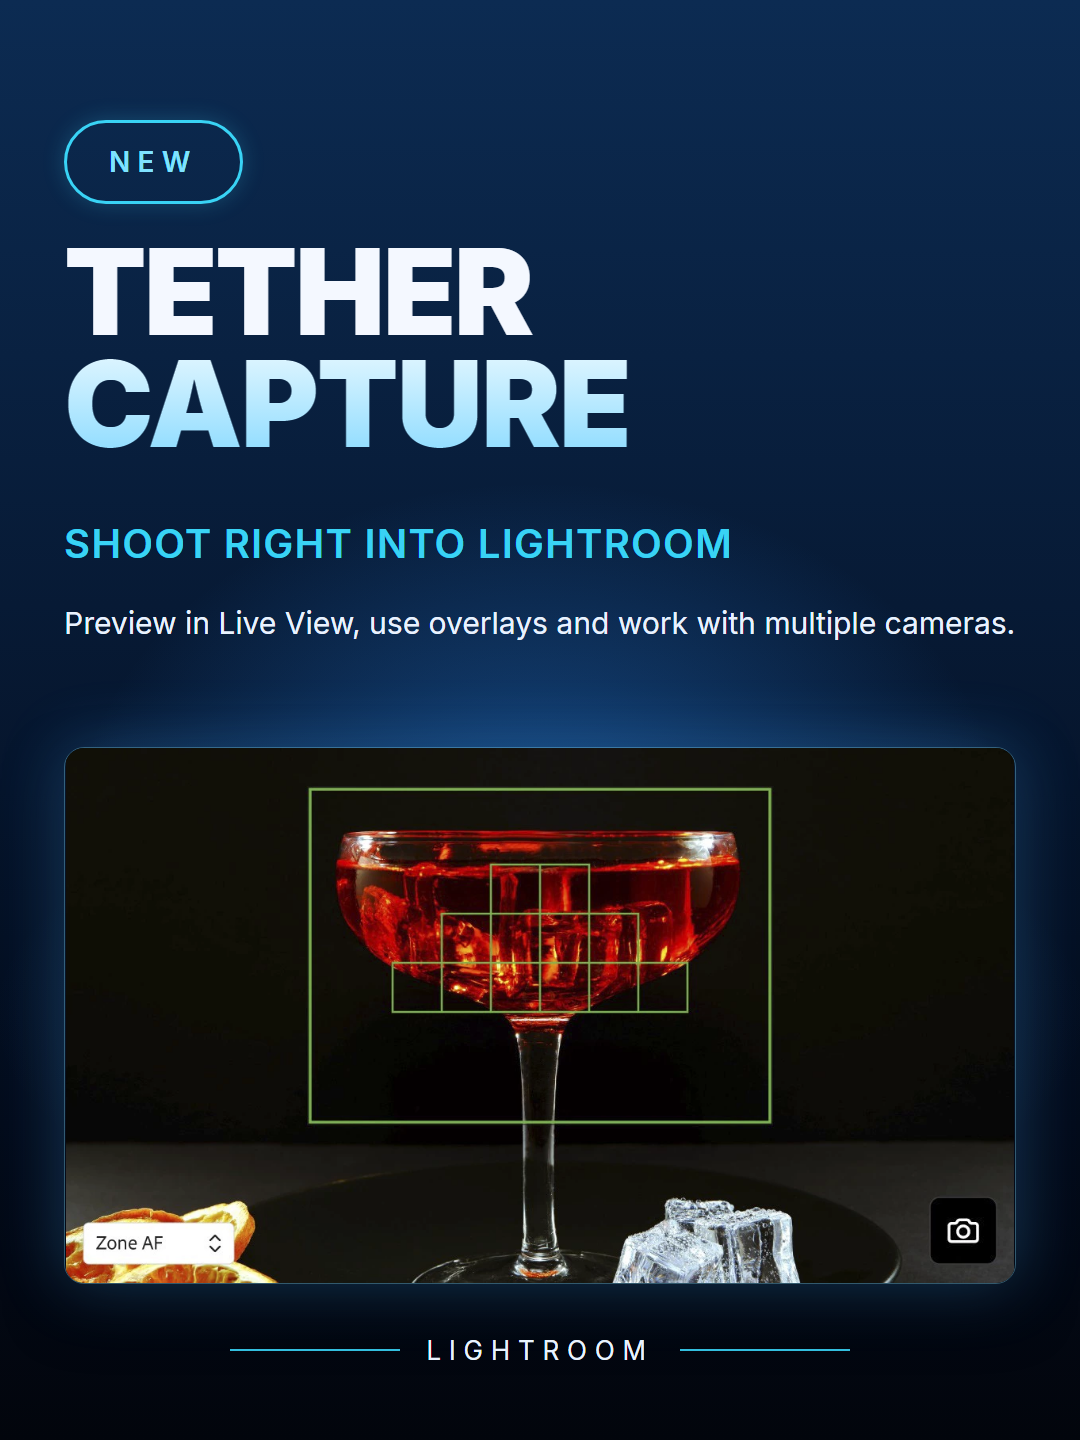 NEW
TETHER
CAPTURE
SHOOT RIGHT INTO LIGHTROOM
Preview in Live View, use overlays and work with multiple cameras.
Zone AF
LIGHTROOM